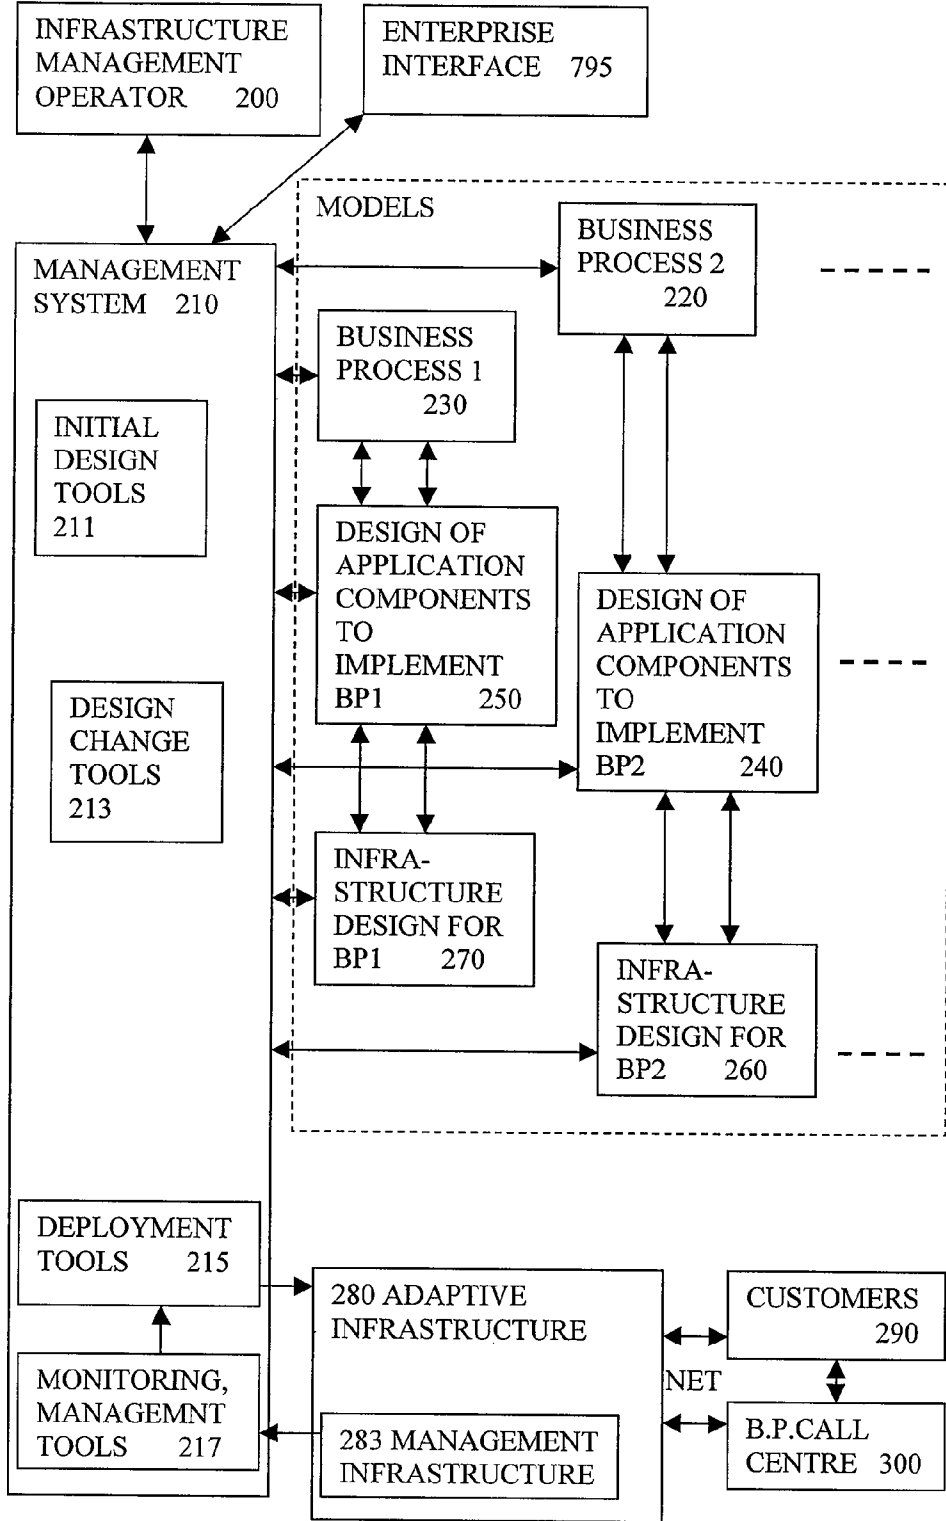 INFRASTRUCTURE
MANAGEMENT
OPERATOR 200
ENTERPRISE
INTERFACE 795
MODELS
MANAGEMENT
SYSTEM 210
BUSINESS
PROCESS 2
220
BUSINESS
PROCESS 1
230
INITIAL
DESIGN
TOOLS
211
DESIGN OF
APPLICATION
COMPONENTS
TO
IMPLEMENT
BP1 250
DESIGN OF
APPLICATION
COMPONENTS
TO
IMPLEMENT
BP2 240
DESIGN
CHANGE
TOOLS
213
INFRA-
STRUCTURE
DESIGN FOR
BP1 270
INFRA-
STRUCTURE
DESIGN FOR
BP2 260
DEPLOYMENT
TOOLS 215
MONITORING,
MANAGEMNT
TOOLS 217
280 ADAPTIVE
INFRASTRUCTURE
283 MANAGEMENT
INFRASTRUCTURE
NET
CUSTOMERS
290
B.P.CALL
CENTRE 300